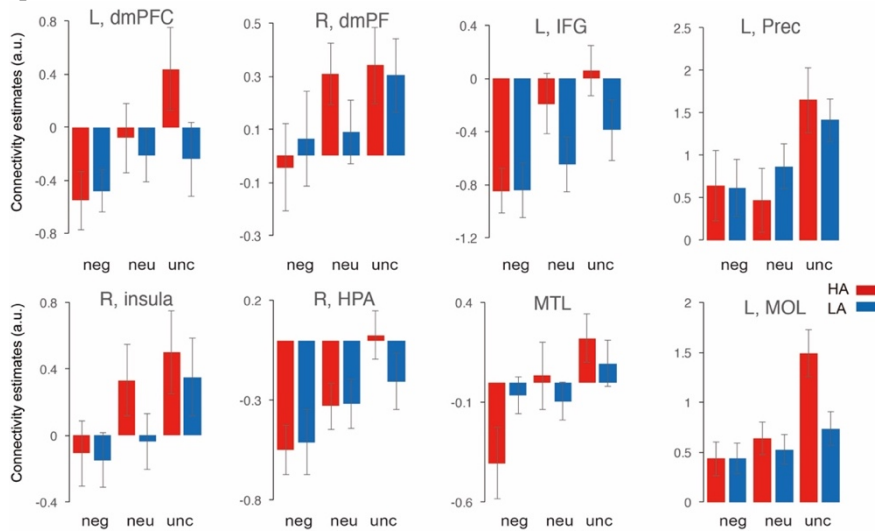 L, dmPFC
Connectivity estimates (a.u.)
0.8
0.4
0
-0.4
-0.8
neg neu unc
R, dmPF
0.5
0.3
0.1
-0.1
-0.3
neg neu unc
L, IFG
0.4
0
-0.4
-0.8
-1.2
neg neu unc
L, Prec
2.5
2
1.5
1
0.5
0
neg neu unc
R, insula
Connectivity estimates (a.u.)
0.8
0.4
0
-0.4
neg neu unc
R, HPA
0.2
-0.3
-0.8
neg neu unc
MTL
0.4
-0.1
-0.6
neg neu unc
L, MOL
2
1.5
1
0.5
0
neg neu unc
HA
LA